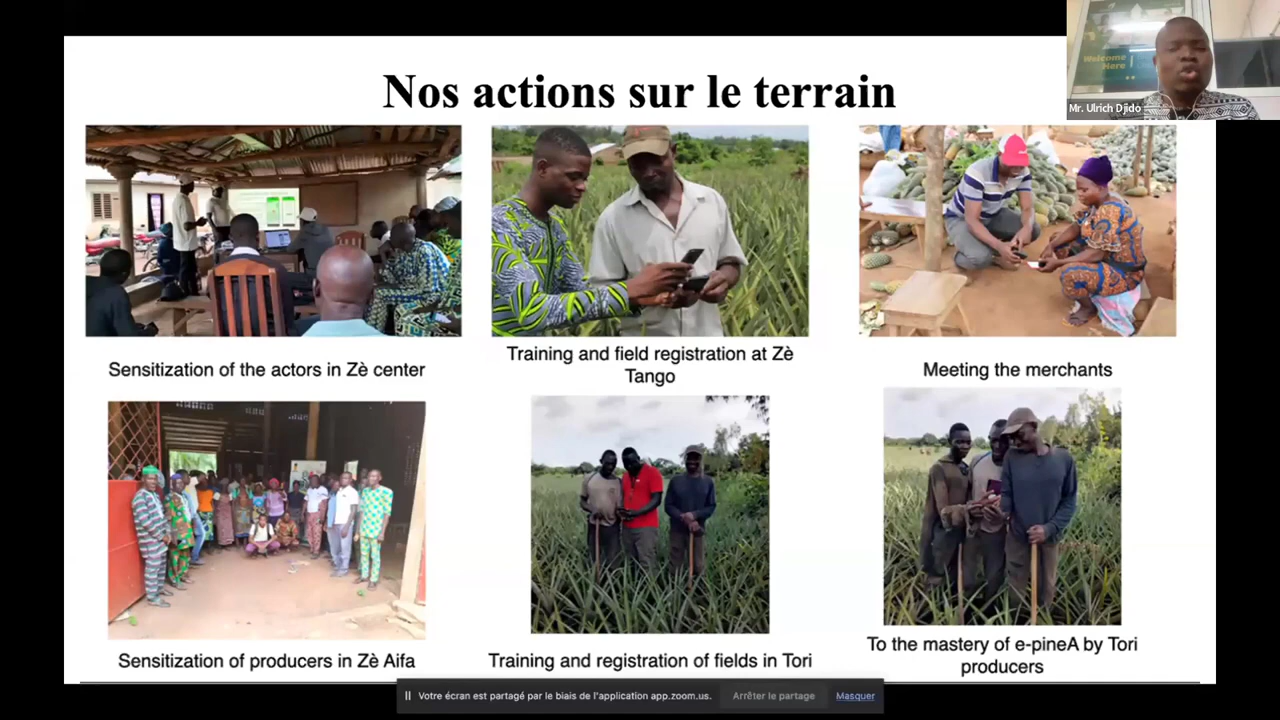 Nos actions sur le terrain
Welcome
Here
Mr. Ulrich Djido
Sensitization of the actors in Zè center
Training and field registration at Zè
Tango
Meeting the merchants
Sensitization of producers in Zè Aifa
Training and registration of fields in Tori
To the mastery of e-pineA by Tori
producers
Votre écran est partagé par le biais de l'application app.zoom.us.
Arrêter le partage
Masquer